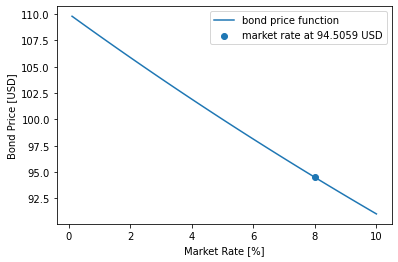 110.0
107.5
105.0
102.5
100.0
97.5
95.0
92.5
Bond Price [USD]
bond price function
market rate at 94.5059 USD
0 2 4 6 8 10
Market Rate [%]